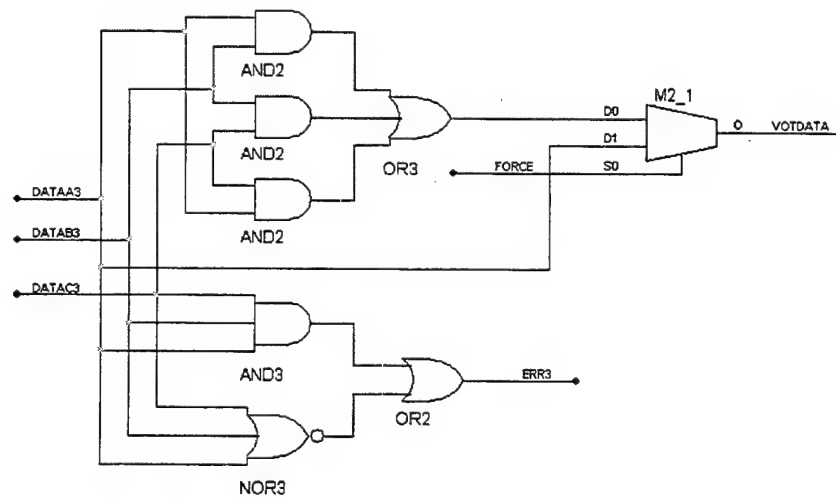 AND2
M2_1
D0
O
VOTDATA
AND2
D1
OR3
FORCE
S0
DATAA3
AND2
DATAB3
DATAC3
AND3
ERR3
OR2
NOR3